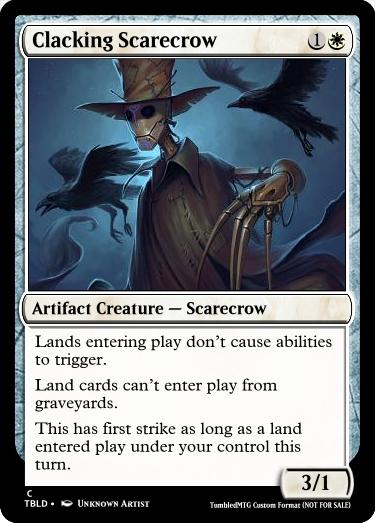 Clacking Scarecrow 1
Artifact Creature — Scarecrow
Lands entering play don't cause abilities
to trigger.
Land cards can't enter play from
graveyards.
This has first strike as long as a land
entered play under your control this
turn.
3/1
C
TBLD • Unknown Artist
TumbledMTG Custom Format (NOT FOR SALE)